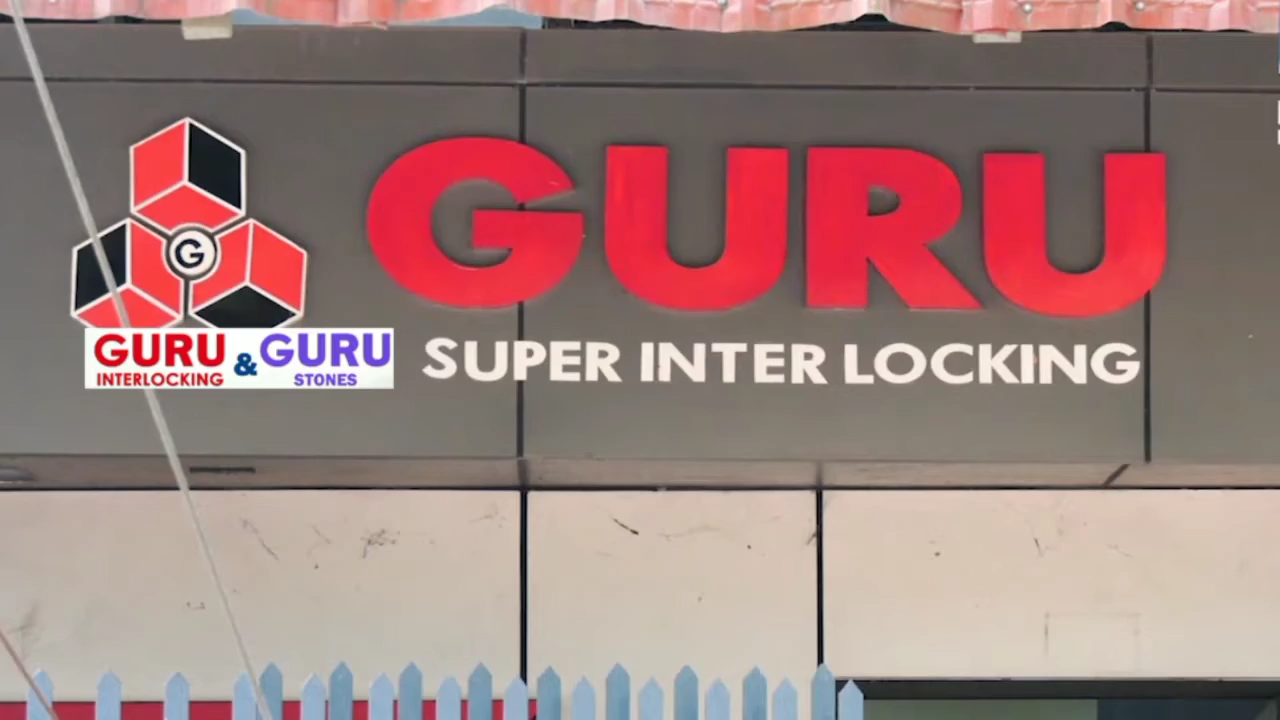 G
GURU
SUPER INTER LOCKING
GURU & GURU
INTERLOCKING STONES